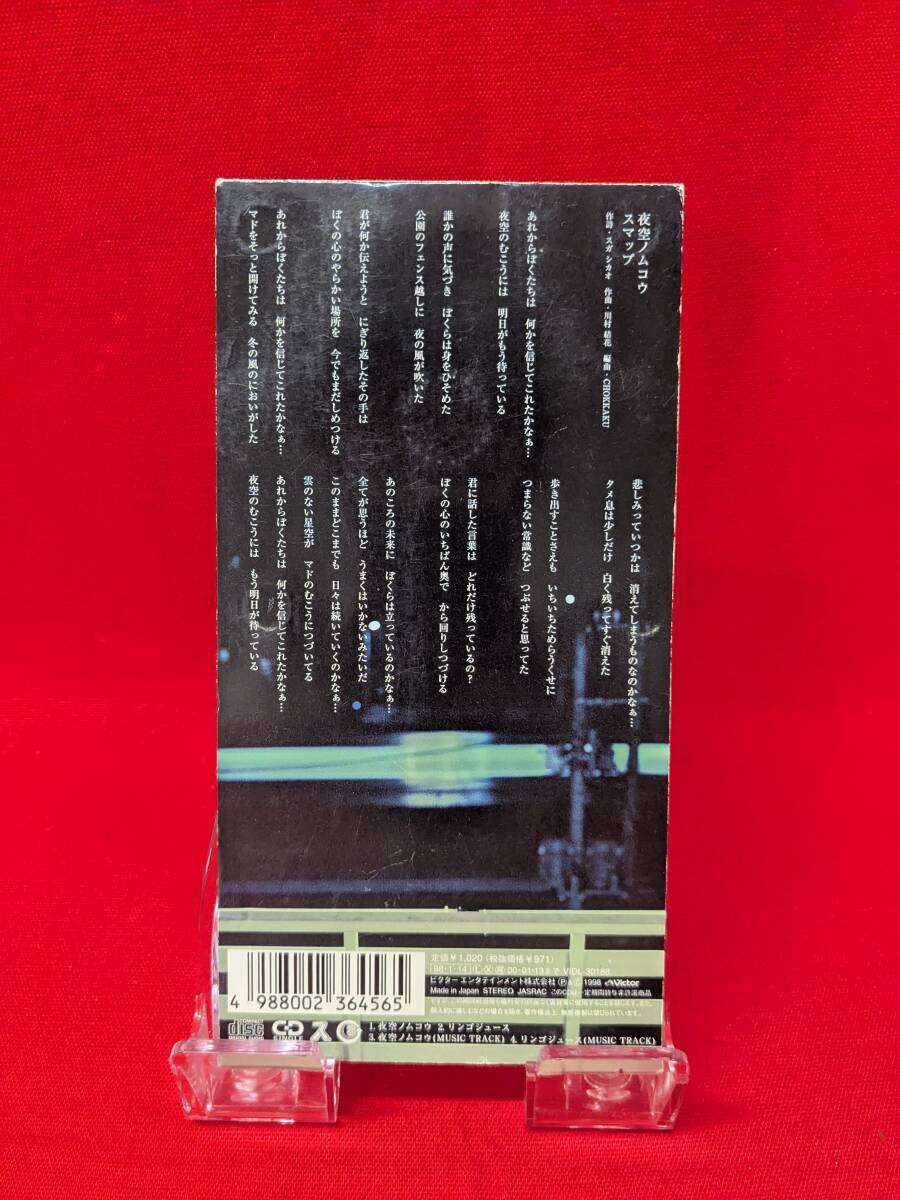 夜空ノムコウ
スマップ
作詩・スガ シカオ 作曲・川村結花 編曲・CHOKKAKU
あれからぼくたちは 何かを信じてこれたかなぁ…
夜空のむこうには 明日がもう待っている
誰かの声に気づき ぼくらは身をひそめた
公園のフェンス越しに 夜の風が吹いた
君が何か伝えようと にぎり返したその手は
ぼくの心のやらかい場所を 今でもまだしめつける
あれからぼくたちは 何かを信じてこれたかなぁ…
マドをそっと開けてみる 冬の風のにおいがした
悲しみっていつかは 消えてしまうものなのかなぁ…
タメ息は少しだけ 白く残ってすぐ消えた
歩き出すことさえも いちいちためらうくせに
つまらない常識など つぶせると思ってた
君に話した言葉は どれだけ残っているの?
ぼくの心のいちばん奥で から回りしつづける
あのころの未来に ぼくらは立っているのかなぁ…
全てが思うほど うまくはいかないみたいだ
このままどこまでも 日々は続いていくのかなぁ…
雲のない星空が マドのむこうにつづいてる
あれからぼくたちは 何かを信じてこれたかなぁ…
夜空のむこうには もう明日が待っている
定価¥1,020 (税抜価格¥971)
'98・1・14 Ⓛ Ⓧ 再 00・01・13まで VIDL-30188
ビクター エンタテインメント株式会社 1998 Victor
Made in Japan STEREO JASRAC
4 988002 364565
COMPACT disc DIGITAL AUDIO
CD SINGLE
1. 夜空ノムコウ 2. リンゴジュース
3. 夜空ノムコウ(MUSIC TRACK) 4. リンゴジュース(MUSIC TRACK)